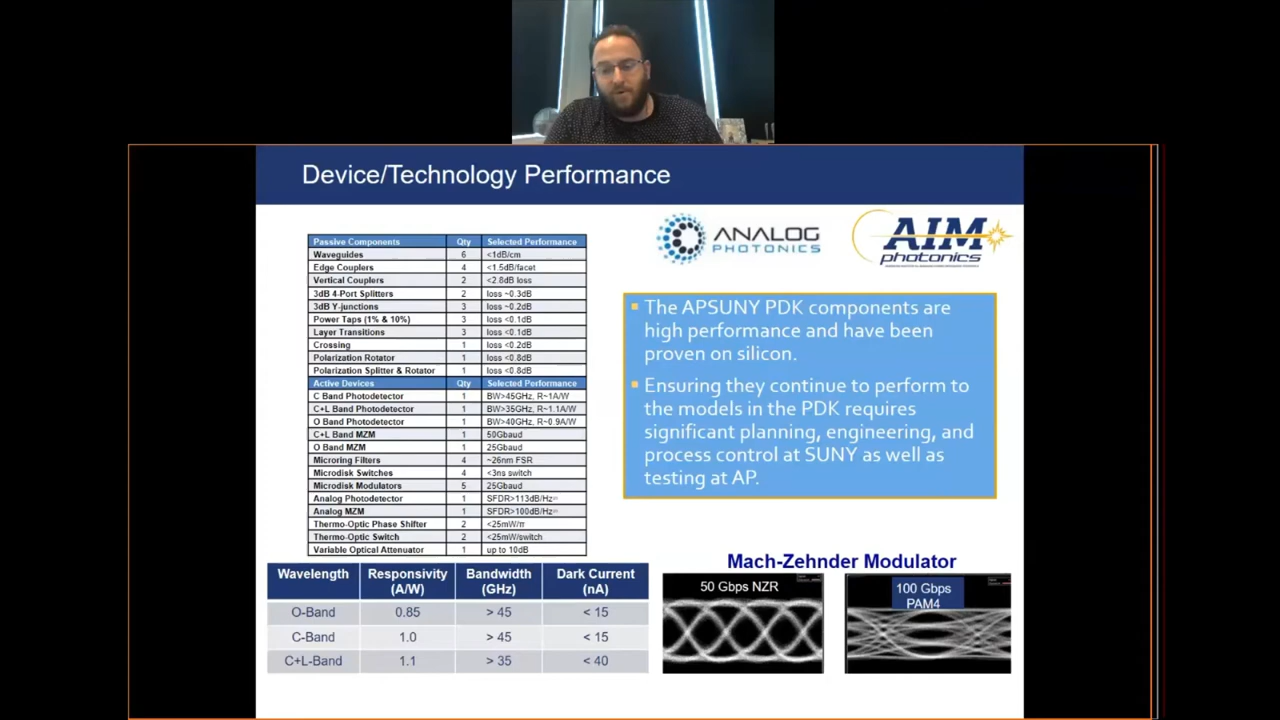 Device/Technology Performance
ANALOG
PHOTONICS
AIM
photonics
Passive Components Qty Selected Performance
Waveguides 6 <1dB/cm
Edge Couplers 4 <1.5dB/facet
Vertical Couplers 2 <2.8dB loss
3dB 4-Port Splitters 2 loss ~0.3dB
3dB Y-junctions 3 loss ~0.2dB
Power Taps (1% & 10%) 3 loss <0.1dB
Layer Transitions 3 loss <0.1dB
Crossing 1 loss <0.2dB
Polarization Rotator 1 loss <0.8dB
Polarization Splitter & Rotator 1 loss <0.8dB
Active Devices Qty Selected Performance
C Band Photodetector 1 BW>45GHz, R~1A/W
C+L Band Photodetector 1 BW>35GHz, R~1.1A/W
O Band Photodetector 1 BW>40GHz, R~0.9A/W
C+L Band MZM 1 50Gbaud
O Band MZM 1 25Gbaud
Microring Filters 4 ~26nm FSR
Microdisk Switches 4 <3ns switch
Microdisk Modulators 5 25Gbaud
Analog Photodetector 1 SFDR>113dB/Hz
Analog MZM 1 SFDR>100dB/Hz
Thermo-Optic Phase Shifter 2 <25mW/π
Thermo-Optic Switch 2 <25mW/switch
Variable Optical Attenuator 1 up to 10dB
The APSUNY PDK components are
high performance and have been
proven on silicon.
Ensuring they continue to perform to
the models in the PDK requires
significant planning, engineering, and
process control at SUNY as well as
testing at AP.
Wavelength Responsivity (A/W) Bandwidth (GHz) Dark Current (nA)
O-Band 0.85 > 45 < 15
C-Band 1.0 > 45 < 15
C+L-Band 1.1 > 35 < 40
Mach-Zehnder Modulator
50 Gbps NZR
100 Gbps
PAM4